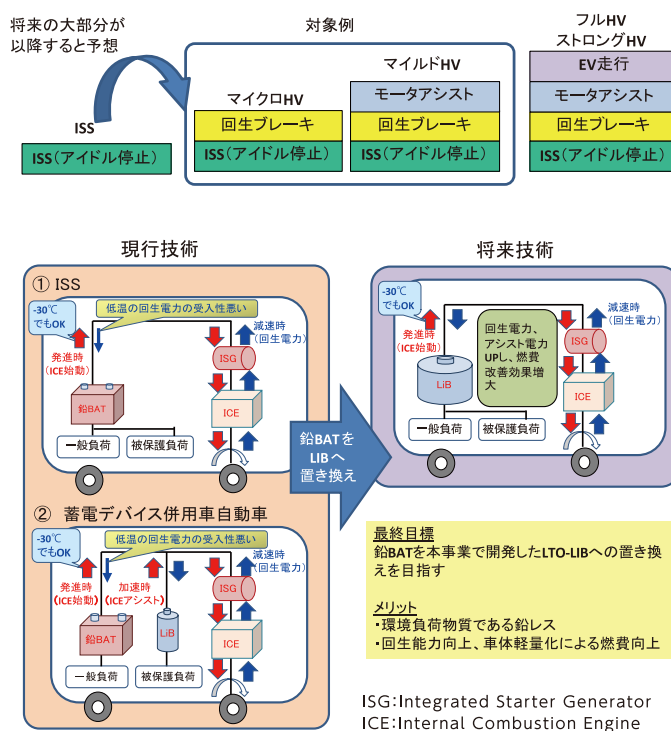 将来の大部分が
以降すると予想
ISS
ISS(アイドル停止)
対象例
マイクロHV
回生ブレーキ
ISS(アイドル停止)
マイルドHV
モータアシスト
回生ブレーキ
ISS(アイドル停止)
フルHV
ストロングHV
EV走行
モータアシスト
回生ブレーキ
ISS(アイドル停止)
現行技術
① ISS
-30℃
でもOK
低温の回生電力の受入性悪い
発進時
(ICE始動)
減速時
(回生電力)
ISG
鉛BAT
ICE
一般負荷
被保護負荷
② 蓄電デバイス併用車自動車
-30℃
でもOK
低温の回生電力の受入性悪い
発進時
(ICE始動)
加速時
(ICEアシスト)
減速時
(回生電力)
ISG
鉛BAT
LiB
ICE
一般負荷
被保護負荷
鉛BATを
LIBへ
置き換え
将来技術
-30℃
でもOK
発進時
(ICE始動)
減速時
(回生電力)
回生電力、
アシスト電力
UPし、燃費
改善効果増
大
ISG
LiB
ICE
一般負荷
被保護負荷
最終目標
鉛BATを本事業で開発したLTO-LIBへの置き換
えを目指す
メリット
・環境負荷物質である鉛レス
・回生能力向上、車体軽量化による燃費向上
ISG:Integrated Starter Generator
ICE:Internal Combustion Engine